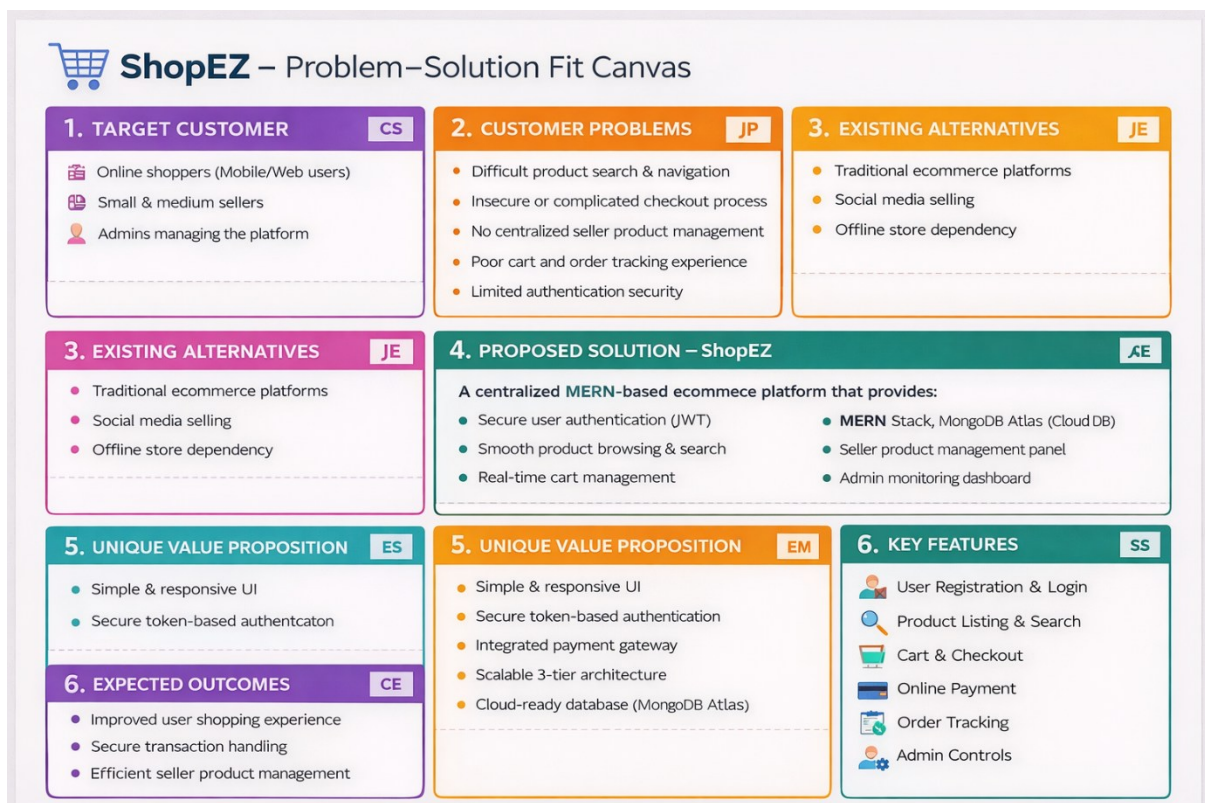 ShopEZ – Problem–Solution Fit Canvas
1. TARGET CUSTOMER CS
Online shoppers (Mobile/Web users)
Small & medium sellers
Admins managing the platform
2. CUSTOMER PROBLEMS JP
• Difficult product search & navigation
• Insecure or complicated checkout process
• No centralized seller product management
• Poor cart and order tracking experience
• Limited authentication security
3. EXISTING ALTERNATIVES JE
• Traditional ecommerce platforms
• Social media selling
• Offline store dependency
3. EXISTING ALTERNATIVES JE
• Traditional ecommerce platforms
• Social media selling
• Offline store dependency
4. PROPOSED SOLUTION – ShopEZ
A centralized MERN-based ecommece platform that provides:
• Secure user authentication (JWT)
• Smooth product browsing & search
• Real-time cart management
• MERN Stack, MongoDB Atlas (Cloud DB)
• Seller product management panel
• Admin monitoring dashboard
5. UNIQUE VALUE PROPOSITION ES
• Simple & responsive UI
• Secure token-based authentcaton
6. EXPECTED OUTCOMES CE
• Improved user shopping experience
• Secure transaction handling
• Efficient seller product management
5. UNIQUE VALUE PROPOSITION EM
• Simple & responsive UI
• Secure token-based authentication
• Integrated payment gateway
• Scalable 3-tier architecture
• Cloud-ready database (MongoDB Atlas)
6. KEY FEATURES SS
User Registration & Login
Product Listing & Search
Cart & Checkout
Online Payment
Order Tracking
Admin Controls